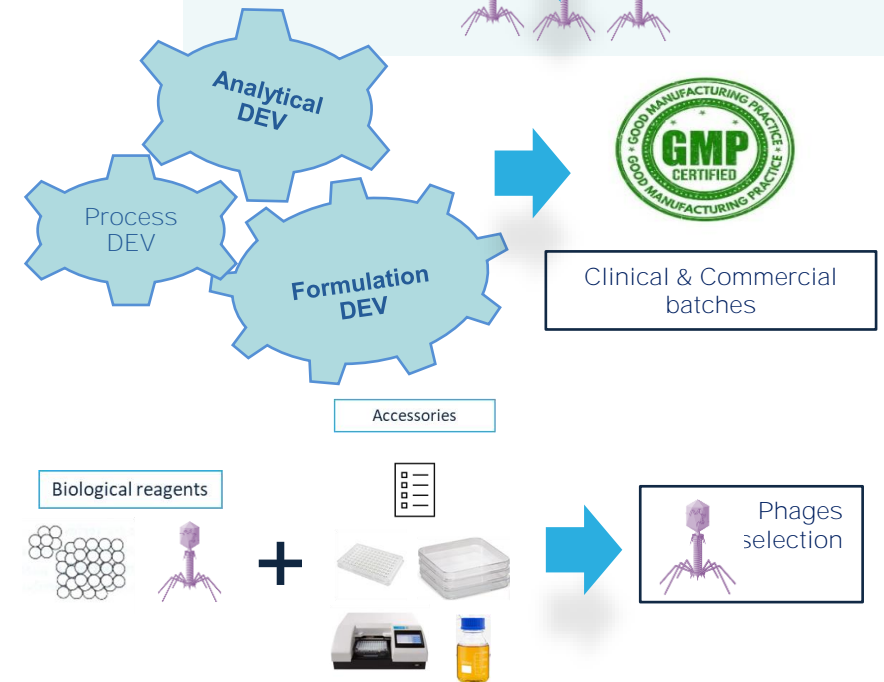 Analytical
DEV
Process
DEV
Formulation
DEV
GOOD MANUFACTURING PRACTICE
GMP
CERTIFIED
GOOD MANUFACTURING PRACTICE
Clinical & Commercial
batches
Accessories
Biological reagents
Phages
selection